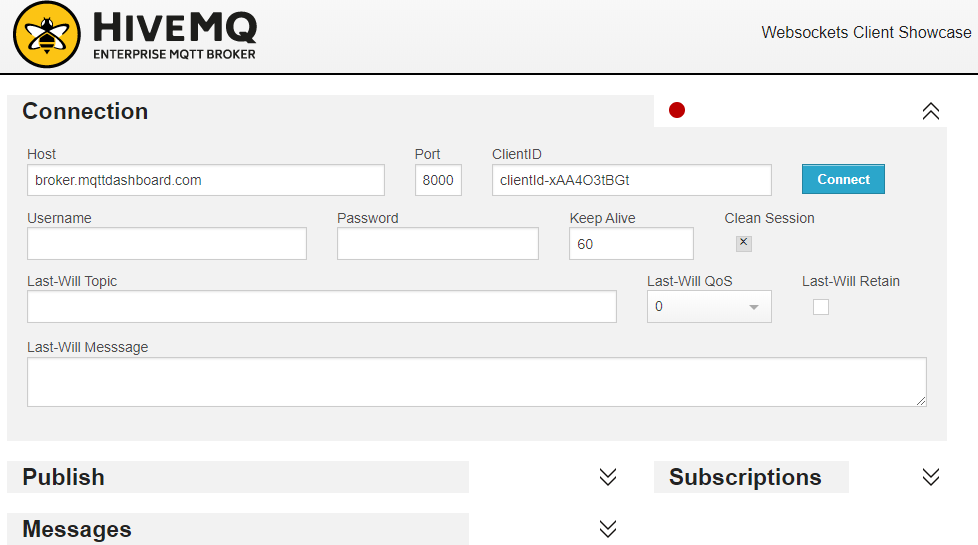 HIVEMQ
ENTERPRISE MQTT BROKER
Websockets Client Showcase
Connection
Host
Port
ClientID
broker.mqttdashboard.com
8000
clientId-xAA4O3tBGt
Connect
Username
Password
Keep Alive
Clean Session
60
Last-Will Topic
Last-Will QoS
Last-Will Retain
0
Last-Will Messsage
Publish
Subscriptions
Messages